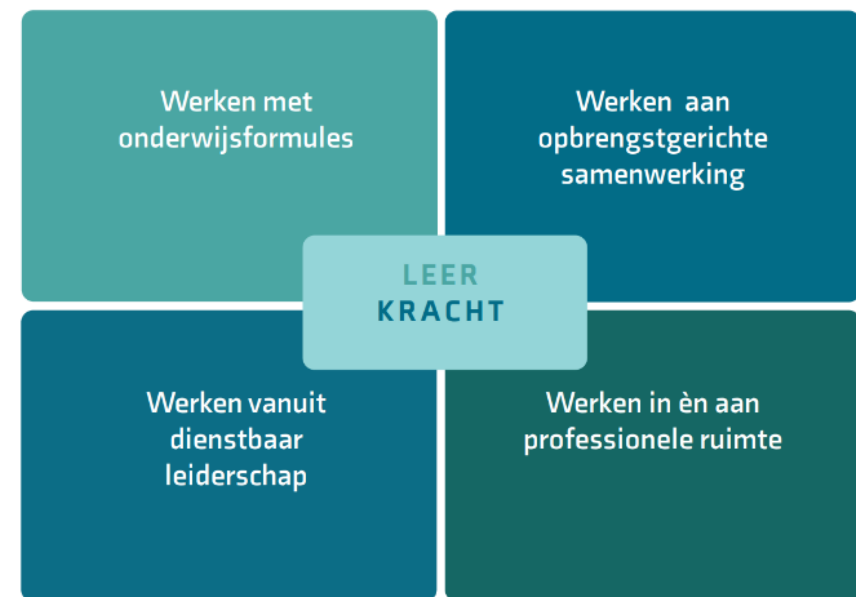 Werken met
onderwijsformules
Werken aan
opbrengstgerichte
samenwerking
LEER
KRACHT
Werken vanuit
dienstbaar
leiderschap
Werken in èn aan
professionele ruimte